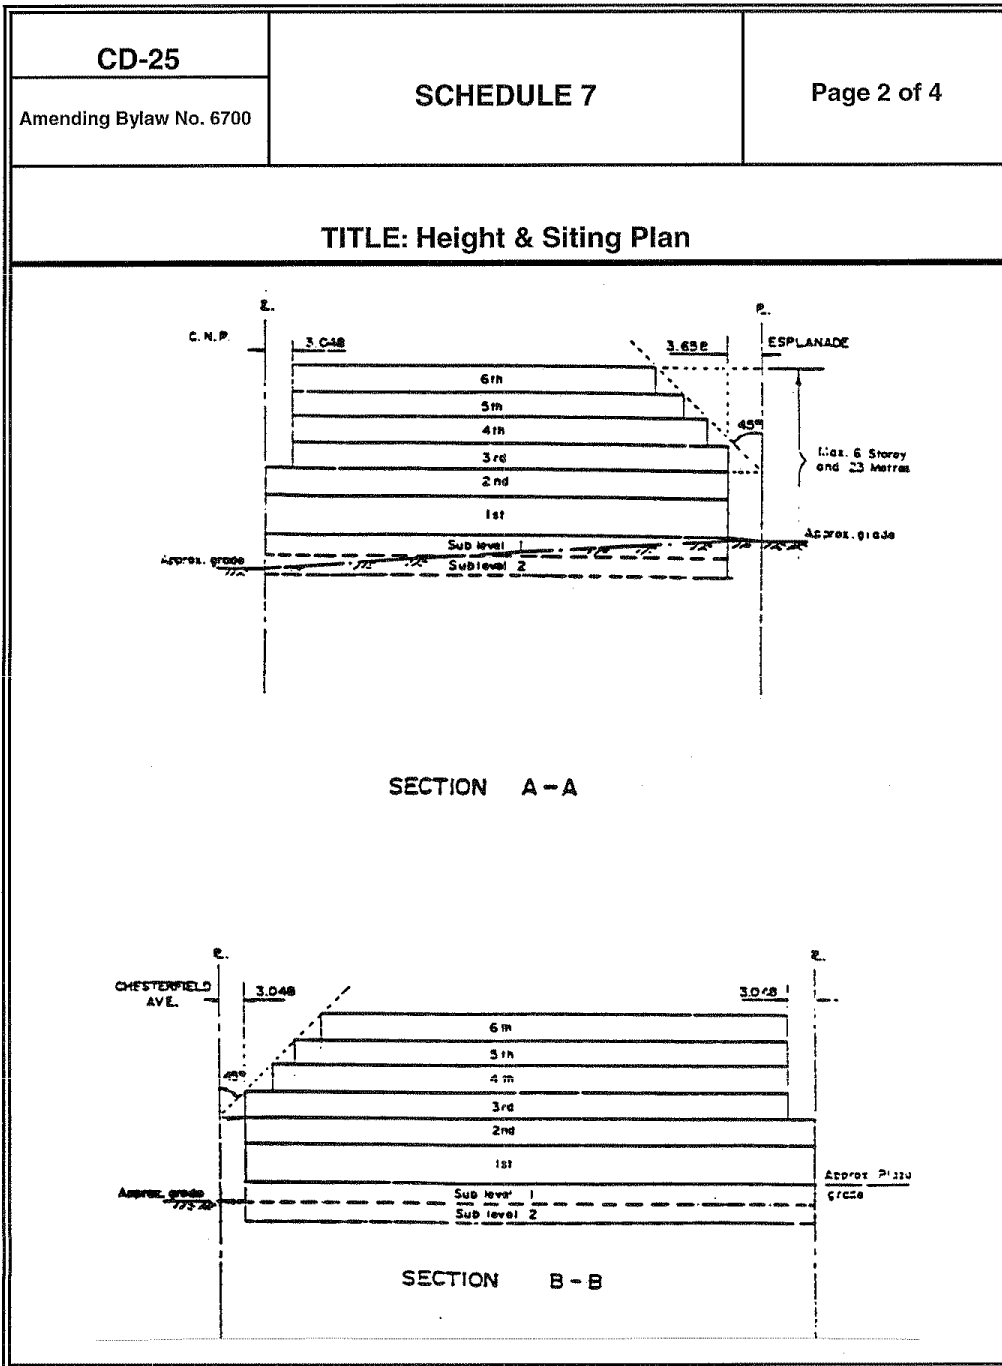 CD-25
Amending Bylaw No. 6700
SCHEDULE 7
Page 2 of 4
TITLE: Height & Siting Plan
C.N.P.
3.048
3.658
ESPLANADE
6th
5th
4th
3rd
2nd
1st
45°
Max. 6 Storey
and 23 Metres
Approx. grade
Sub level 1
Approx. grade
Sub level 2
SECTION A-A
CHESTERFIELD
AVE.
3.048
3.048
6th
5th
4th
3rd
2nd
1st
45°
Approx. grade
Sub level 1
Sub level 2
Approx Plaza
grade
SECTION B-B